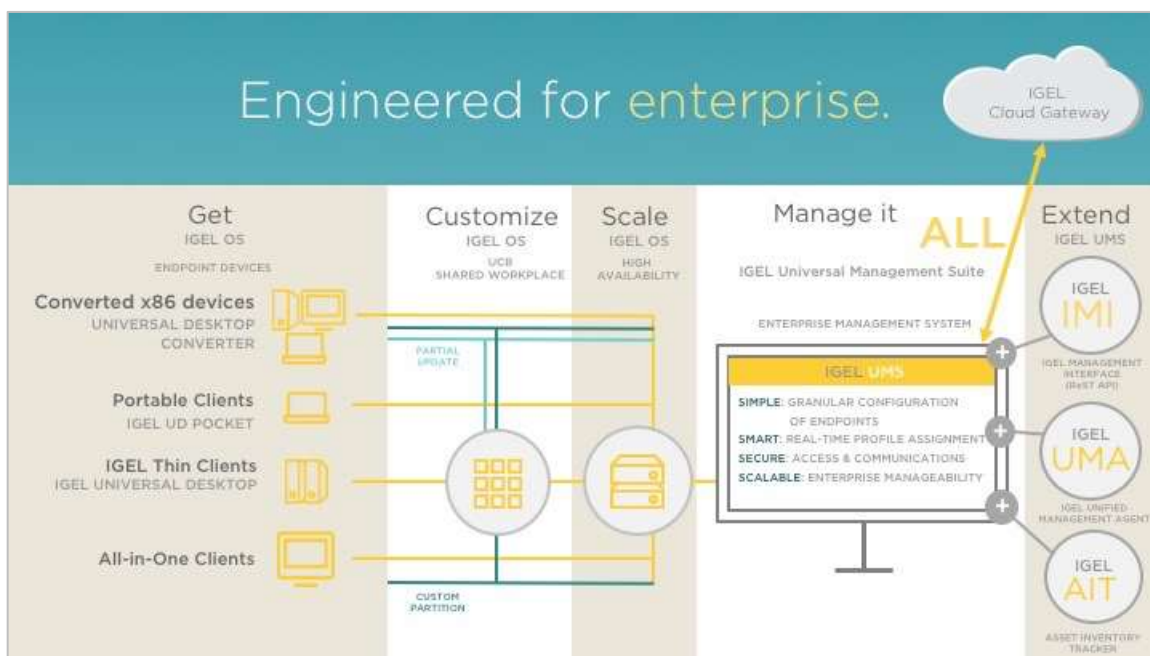 Engineered for enterprise.
IGEL
Cloud Gateway
Get
IGEL OS
ENDPOINT DEVICES
Converted x86 devices
UNIVERSAL DESKTOP
CONVERTER
Portable Clients
IGEL UD POCKET
IGEL Thin Clients
IGEL UNIVERSAL DESKTOP
All-in-One Clients
Customize
IGEL OS
UCB
SHARED WORKPLACE
PARTIAL
UPDATE
CUSTOM
PARTITION
Scale
IGEL OS
HIGH
AVAILABILITY
Manage it
ALL
IGEL Universal Management Suite
ENTERPRISE MANAGEMENT SYSTEM
IGEL UMS
SIMPLE: GRANULAR CONFIGURATION
OF ENDPOINTS
SMART: REAL-TIME PROFILE ASSIGNMENT
SECURE: ACCESS & COMMUNICATIONS
SCALABLE: ENTERPRISE MANAGEABILITY
Extend
IGEL UMS
IGEL
IMI
IGEL MANAGEMENT
INTERFACE
(ReST API)
IGEL
UMA
IGEL UNIFIED
MANAGEMENT AGENT
IGEL
AIT
ASSET INVENTORY
TRACKER